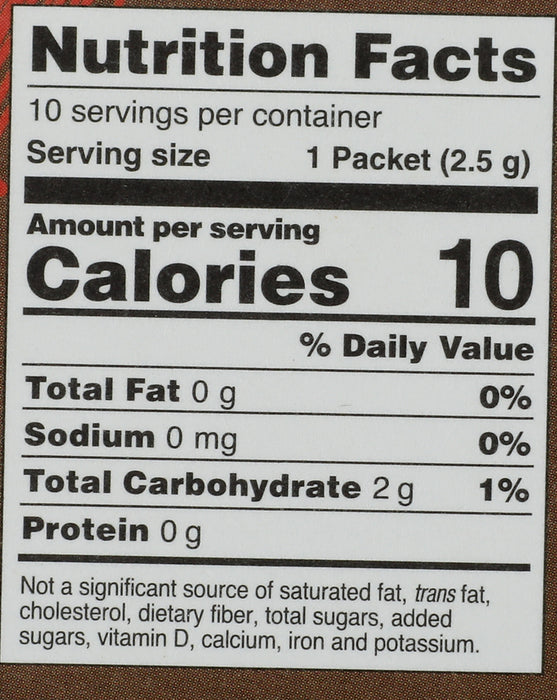 Nutrition Facts
10 servings per container
Serving size 1 Packet (2.5 g)
Amount per serving
Calories 10
% Daily Value
Total Fat 0 g 0%
Sodium 0 mg 0%
Total Carbohydrate 2 g 1%
Protein 0 g
Not a significant source of saturated fat, trans fat,
cholesterol, dietary fiber, total sugars, added
sugars, vitamin D, calcium, iron and potassium.